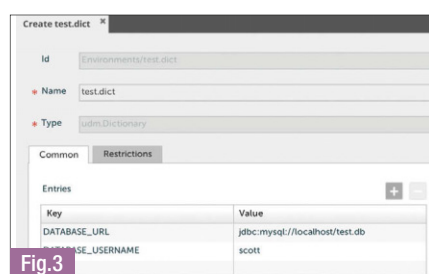 Create test.dict ×
Id Environments/test.dict
* Name test.dict
* Type udm.Dictionary
Common Restrictions
Entries + −
Key Value
DATABASE_URL jdbc:mysql://localhost/test.db
DATABASE_USERNAME scott
Fig.3